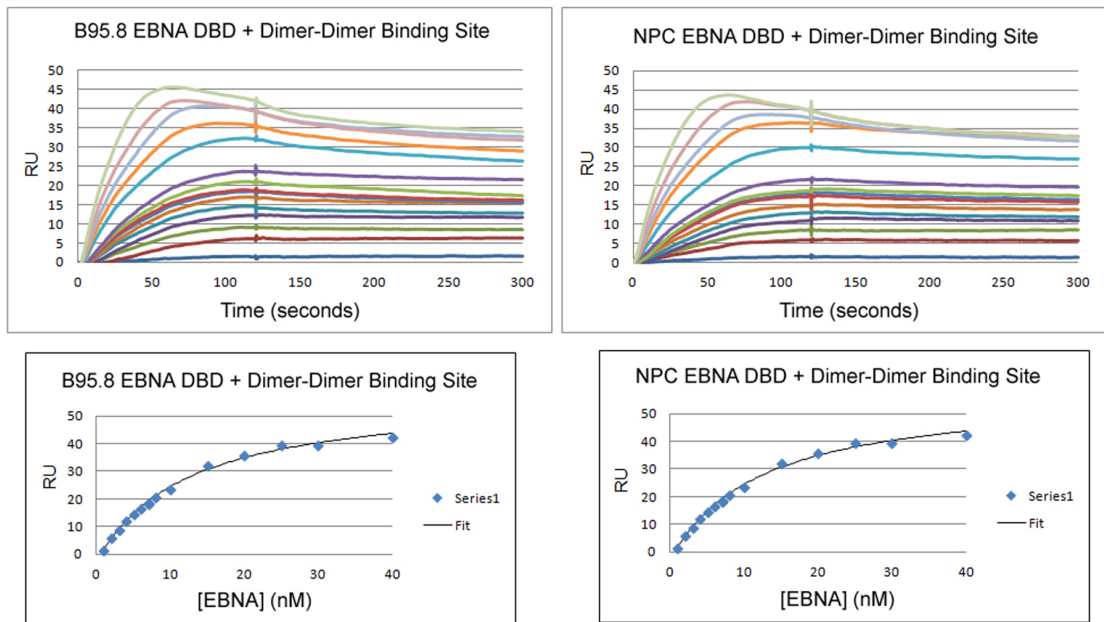 B95.8 EBNA DBD + Dimer-Dimer Binding Site
50
45
40
35
30
25
20
15
10
5
0
RU
0 50 100 150 200 250 300
Time (seconds)
NPC EBNA DBD + Dimer-Dimer Binding Site
50
45
40
35
30
25
20
15
10
5
0
RU
0 50 100 150 200 250 300
Time (seconds)
B95.8 EBNA DBD + Dimer-Dimer Binding Site
50
40
30
20
10
0
RU
0 10 20 30 40
[EBNA] (nM)
Series1
Fit
NPC EBNA DBD + Dimer-Dimer Binding Site
50
40
30
20
10
0
RU
0 10 20 30 40
[EBNA] (nM)
Series1
Fit